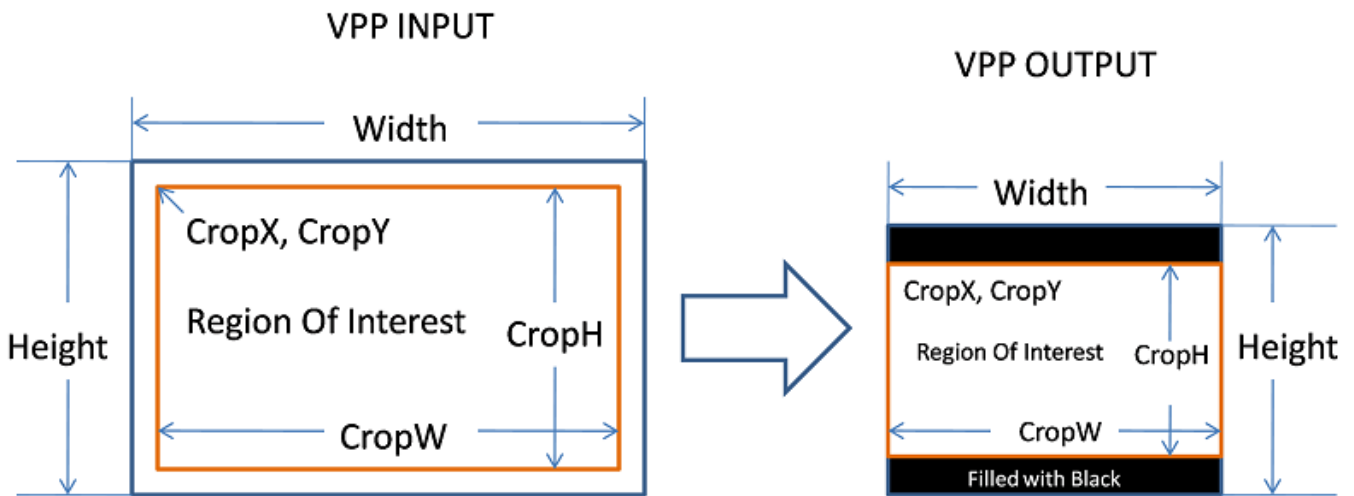 VPP INPUT
Width
Height
CropX, CropY
Region Of Interest
CropH
CropW
VPP OUTPUT
Width
CropX, CropY
Region Of Interest
CropH
Height
CropW
Filled with Black